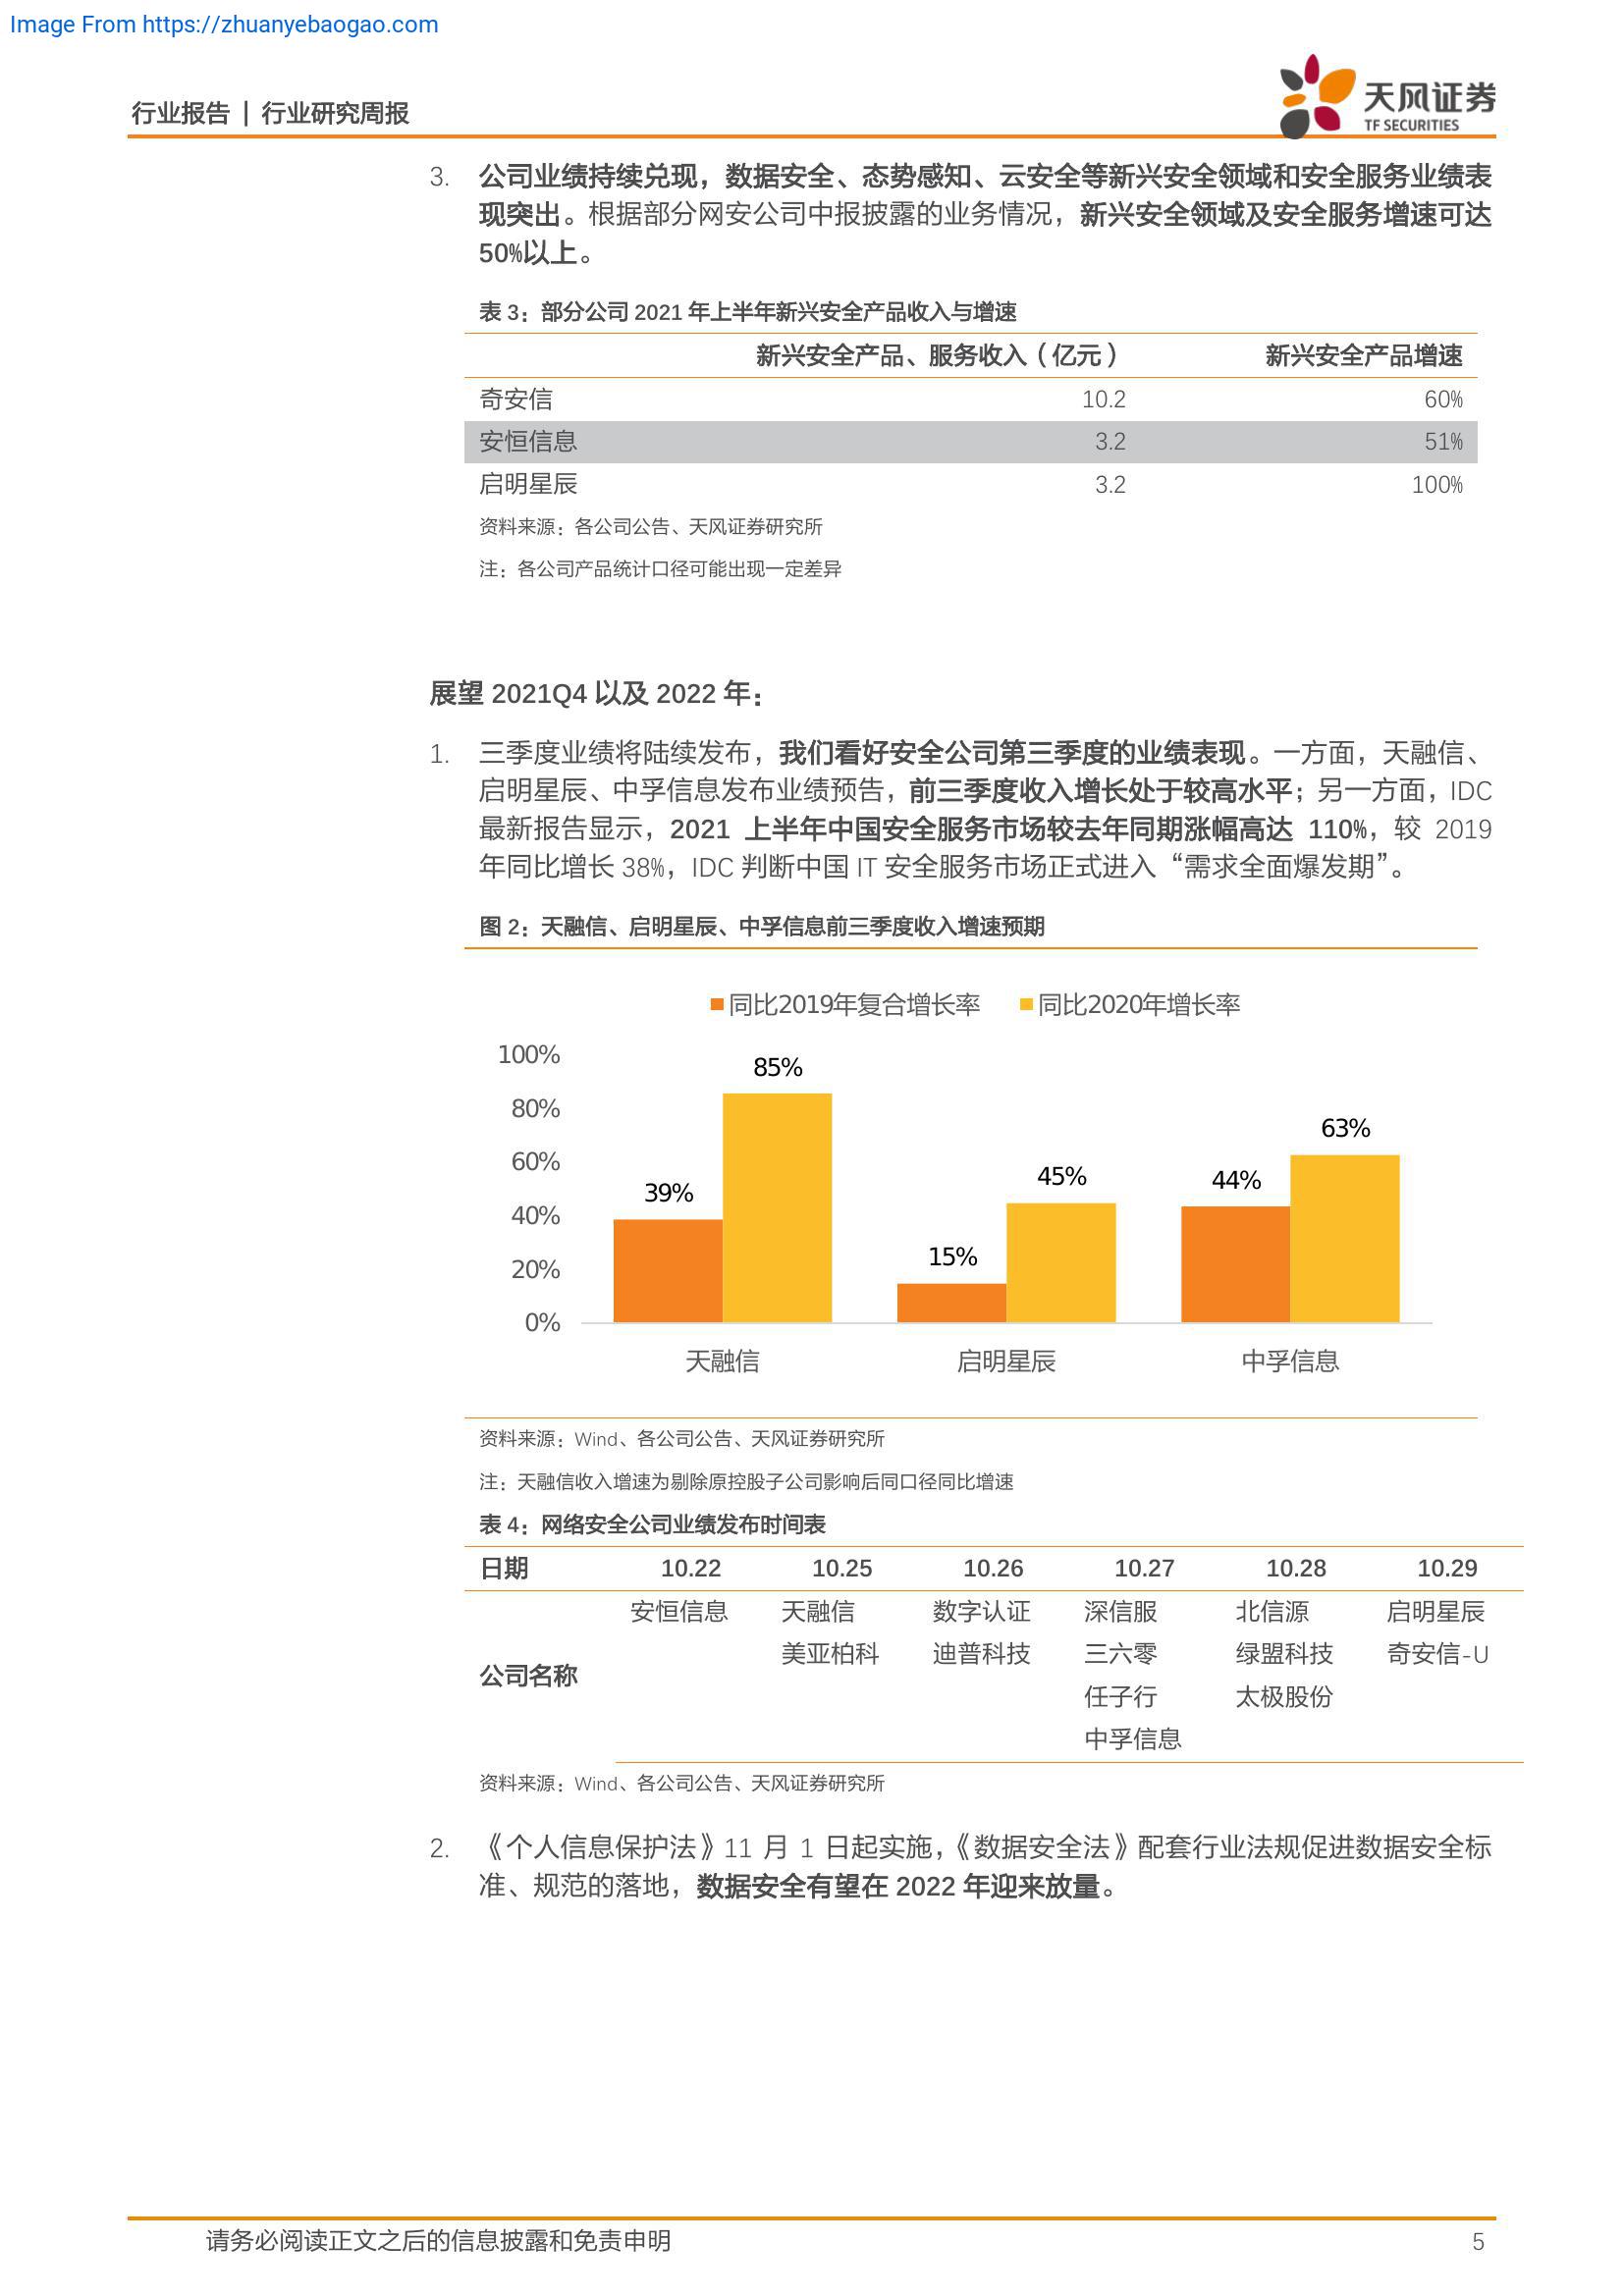 Image From https://zhuanyebaogao.com
行业报告 | 行业研究周报
天风证券
TF SECURITIES
3. 公司业绩持续兑现，数据安全、态势感知、云安全等新兴安全领域和安全服务业绩表
现突出。根据部分网安公司中报披露的业务情况，新兴安全领域及安全服务增速可达
50%以上。
表 3：部分公司 2021 年上半年新兴安全产品收入与增速
新兴安全产品、服务收入（亿元） 新兴安全产品增速
奇安信 10.2 60%
安恒信息 3.2 51%
启明星辰 3.2 100%
资料来源：各公司公告、天风证券研究所
注：各公司产品统计口径可能出现一定差异
展望 2021Q4 以及 2022 年：
1. 三季度业绩将陆续发布，我们看好安全公司第三季度的业绩表现。一方面，天融信、
启明星辰、中孚信息发布业绩预告，前三季度收入增长处于较高水平；另一方面，IDC
最新报告显示，2021 上半年中国安全服务市场较去年同期涨幅高达 110%，较 2019
年同比增长 38%，IDC 判断中国 IT 安全服务市场正式进入“需求全面爆发期”。
图 2：天融信、启明星辰、中孚信息前三季度收入增速预期
同比2019年复合增长率 同比2020年增长率
100%
80%
60%
40%
20%
0%
39% 85%
15% 45%
44% 63%
天融信 启明星辰 中孚信息
资料来源：Wind、各公司公告、天风证券研究所
注：天融信收入增速为剔除原控股子公司影响后同口径同比增速
表 4：网络安全公司业绩发布时间表
日期 10.22 10.25 10.26 10.27 10.28 10.29
公司名称
安恒信息 天融信 数字认证 深信服 北信源 启明星辰
美亚柏科 迪普科技 三六零 绿盟科技 奇安信-U
任子行 太极股份
中孚信息
资料来源：Wind、各公司公告、天风证券研究所
2. 《个人信息保护法》11 月 1 日起实施，《数据安全法》配套行业法规促进数据安全标
准、规范的落地，数据安全有望在 2022 年迎来放量。
请务必阅读正文之后的信息披露和免责申明 5